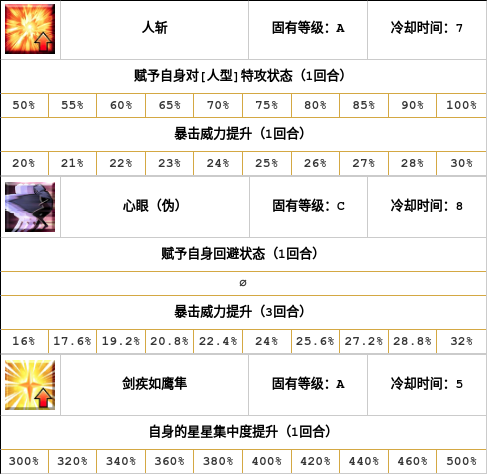 人斩 固有等级：A 冷却时间：7
赋予自身对[人型]特攻状态（1回合）
50% 55% 60% 65% 70% 75% 80% 85% 90% 100%
暴击威力提升（1回合）
20% 21% 22% 23% 24% 25% 26% 27% 28% 30%
心眼（伪） 固有等级：C 冷却时间：8
赋予自身回避状态（1回合）
∅
暴击威力提升（3回合）
16% 17.6% 19.2% 20.8% 22.4% 24% 25.6% 27.2% 28.8% 32%
剑疾如鹰隼 固有等级：A 冷却时间：5
自身的星星集中度提升（1回合）
300% 320% 340% 360% 380% 400% 420% 440% 460% 500%